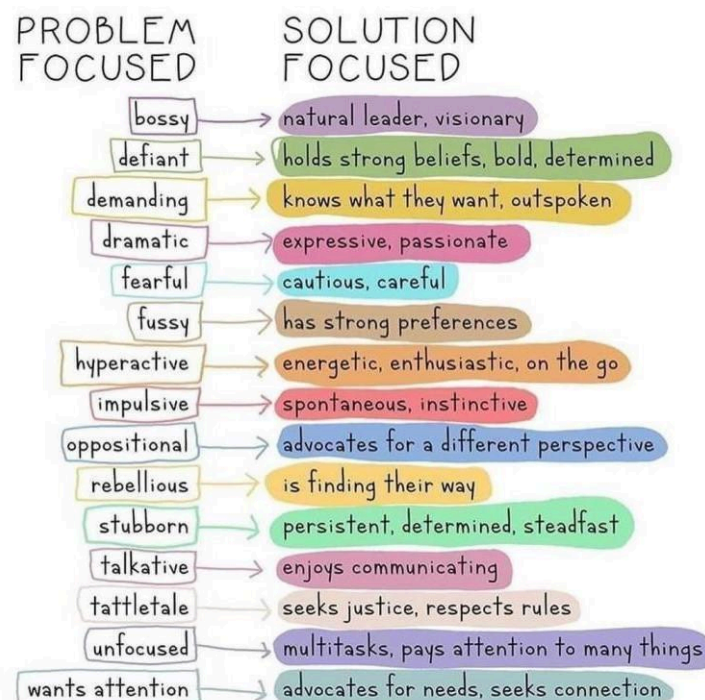 PROBLEM FOCUSED
SOLUTION FOCUSED
bossy natural leader, visionary
defiant holds strong beliefs, bold, determined
demanding knows what they want, outspoken
dramatic expressive, passionate
fearful cautious, careful
fussy has strong preferences
hyperactive energetic, enthusiastic, on the go
impulsive spontaneous, instinctive
oppositional advocates for a different perspective
rebellious is finding their way
stubborn persistent, determined, steadfast
talkative enjoys communicating
tattletale seeks justice, respects rules
unfocused multitasks, pays attention to many things
wants attention advocates for needs, seeks connection